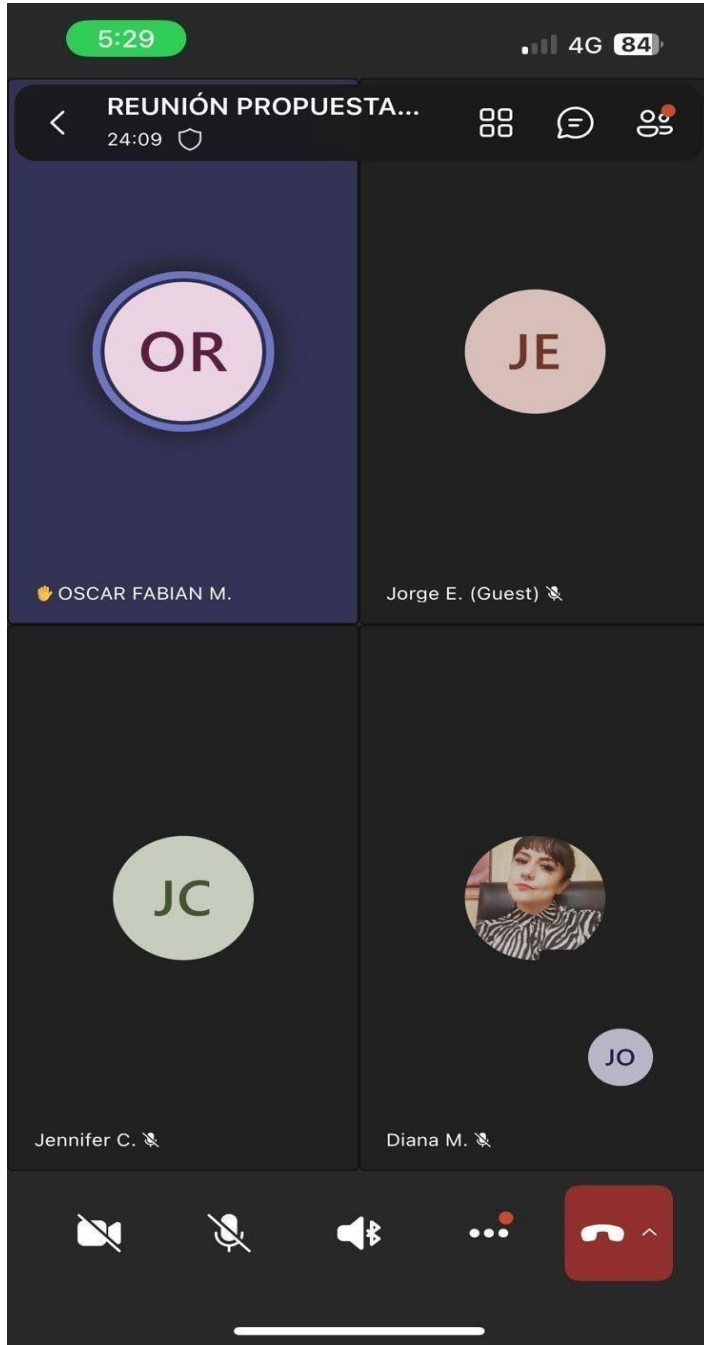 5:29
4G 84
REUNIÓN PROPUESTA...
24:09
OR
JE
OSCAR FABIAN M.
Jorge E. (Guest)
JC
JO
Jennifer C.
Diana M.